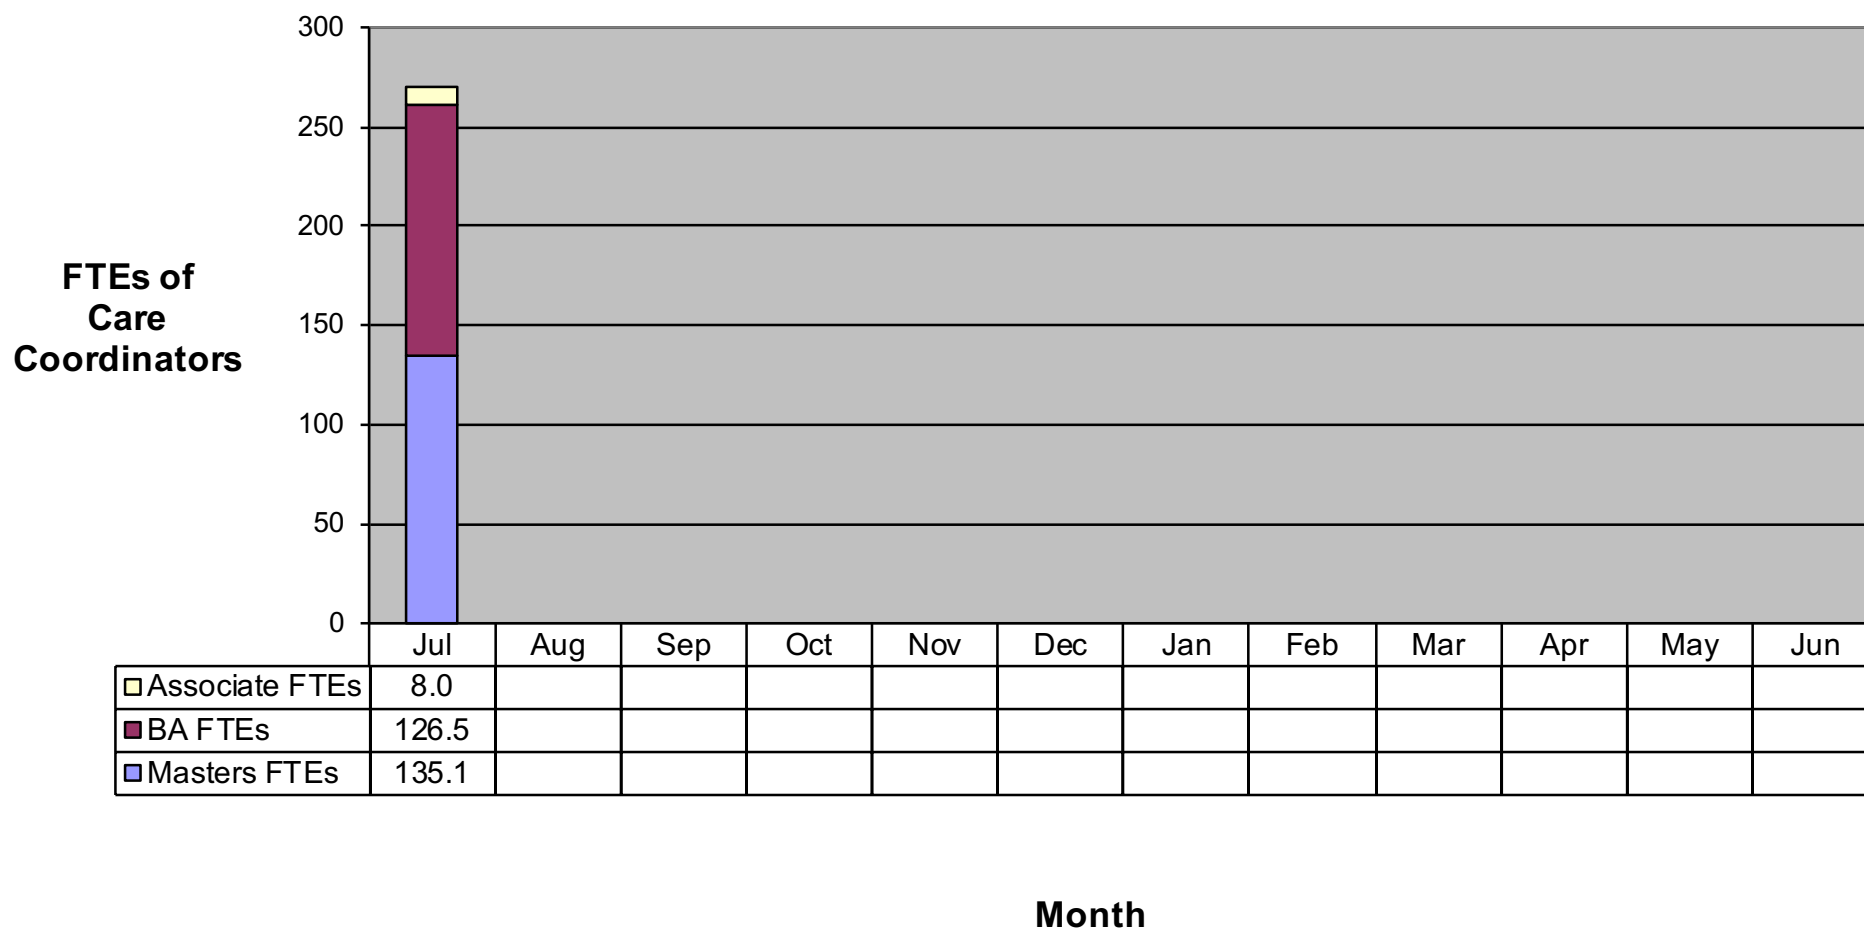 300
250
200
150
100
50
0
FTEs of
Care
Coordinators
Jul Aug Sep Oct Nov Dec Jan Feb Mar Apr May Jun
Associate FTEs 8.0
BA FTEs 126.5
Masters FTEs 135.1
Month